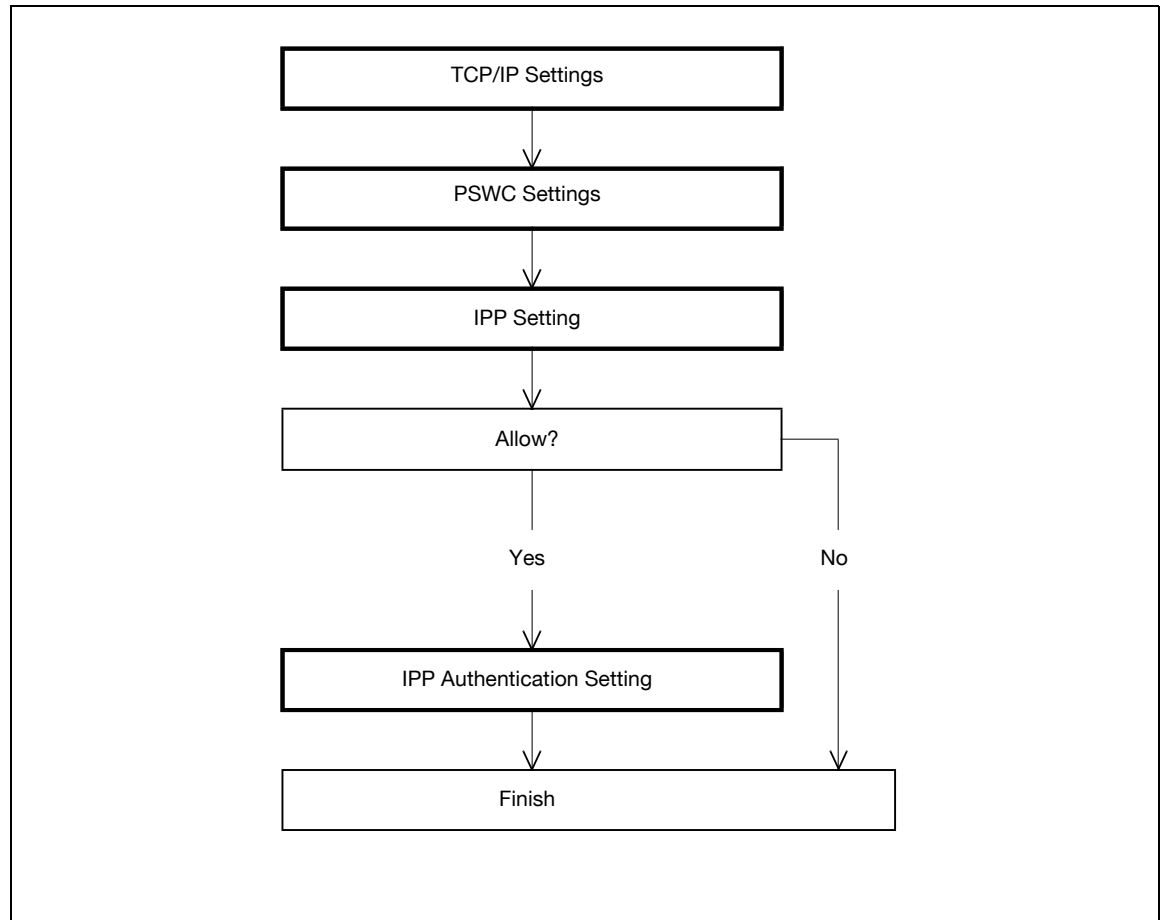 TCP/IP Settings
PSWC Settings
IPP Setting
Allow?
Yes
No
IPP Authentication Setting
Finish